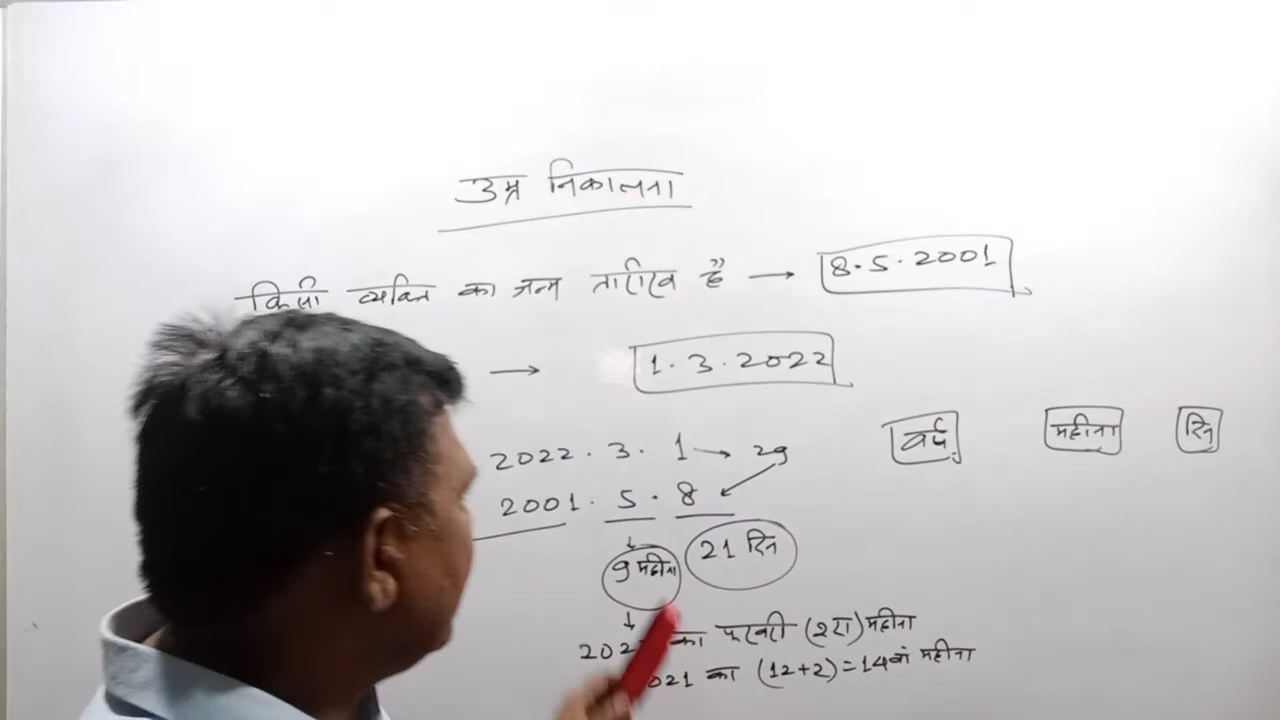 उम्र निकालना
किसी व्यक्ति का जन्म तारीख है → 8.5.2001
→ 1.3.2022
2022.3.1 → 29
2001.5.8
वर्ष महीना दिन
↓ 9 महीना 21 दिन
↓
का फरवरी (2रा) महीना
021 का (12+2)=14वां महीना